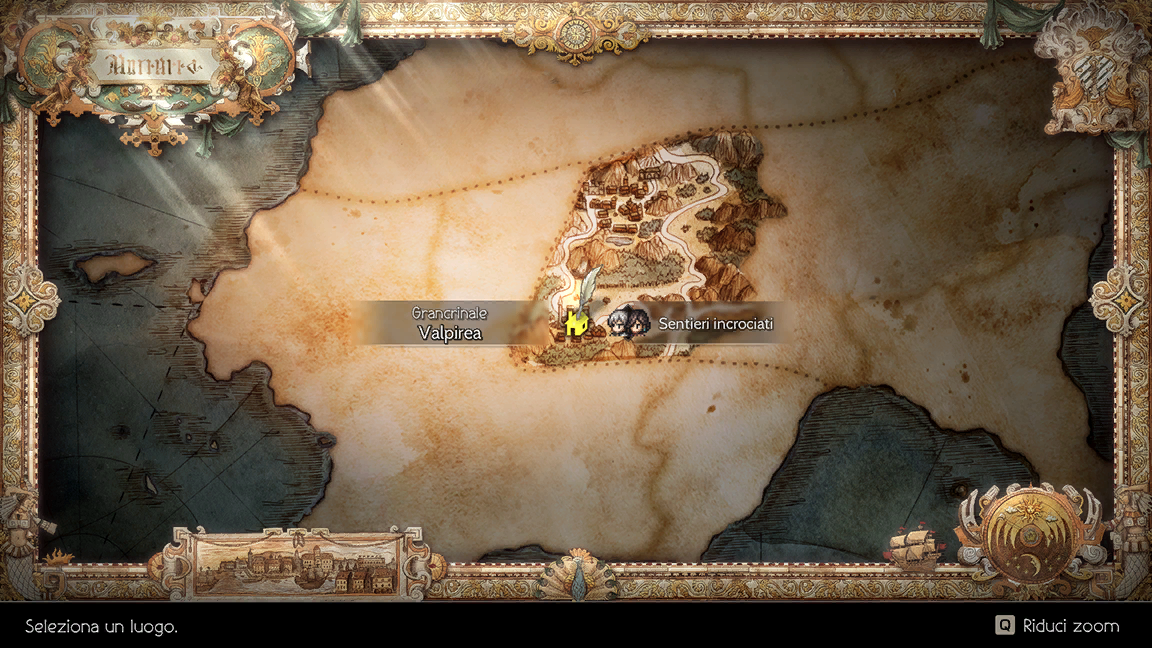 Grancrinale
Valpirea
Sentieri incrociati
Seleziona un luogo.
Q Riduci zoom